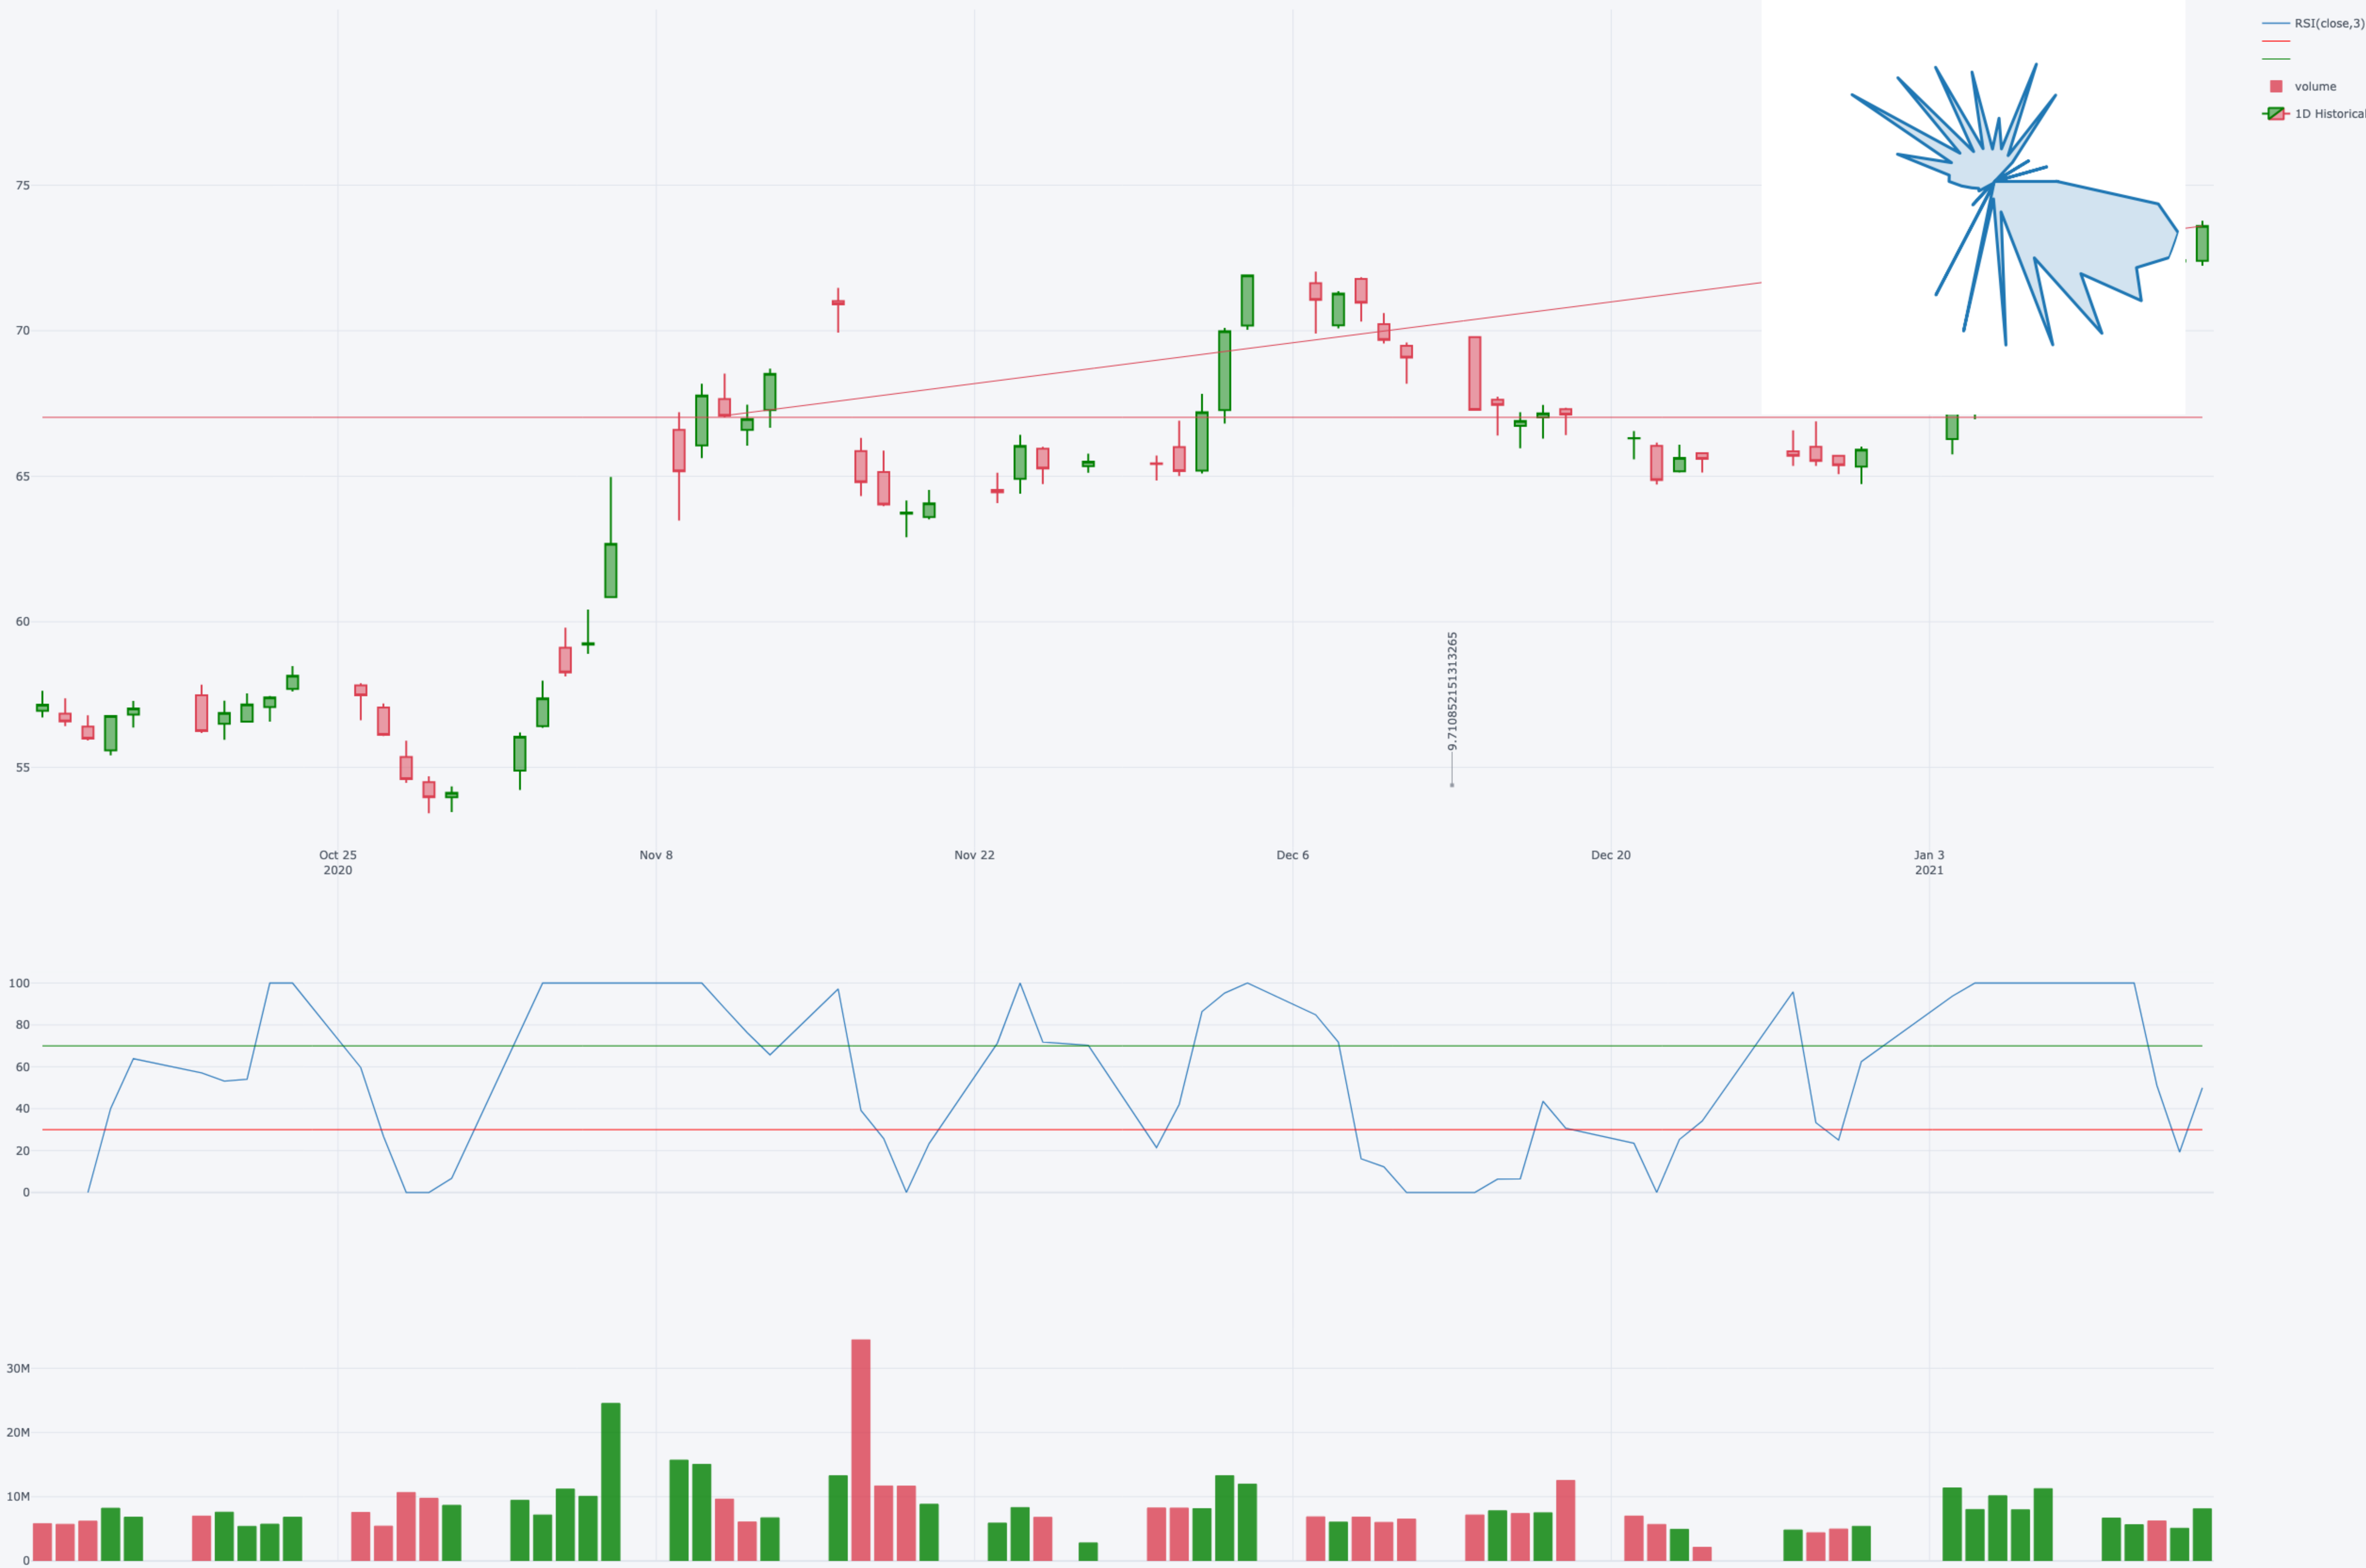 RSI(close,3)
volume
1D Historical
75
70
65
60
55
9.710852151313265
Oct 25
2020
Nov 8
Nov 22
Dec 6
Dec 20
Jan 3
2021
100
80
60
40
20
0
30M
20M
10M
0